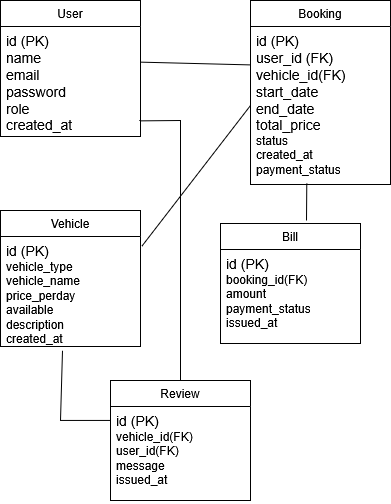 User
id (PK)
name
email
password
role
created_at
Booking
id (PK)
user_id (FK)
vehicle_id(FK)
start_date
end_date
total_price
status
created_at
payment_status
Vehicle
id (PK)
vehicle_type
vehicle_name
price_perday
available
description
created_at
Bill
id (PK)
booking_id(FK)
amount
payment_status
issued_at
Review
id (PK)
vehicle_id(FK)
user_id(FK)
message
issued_at